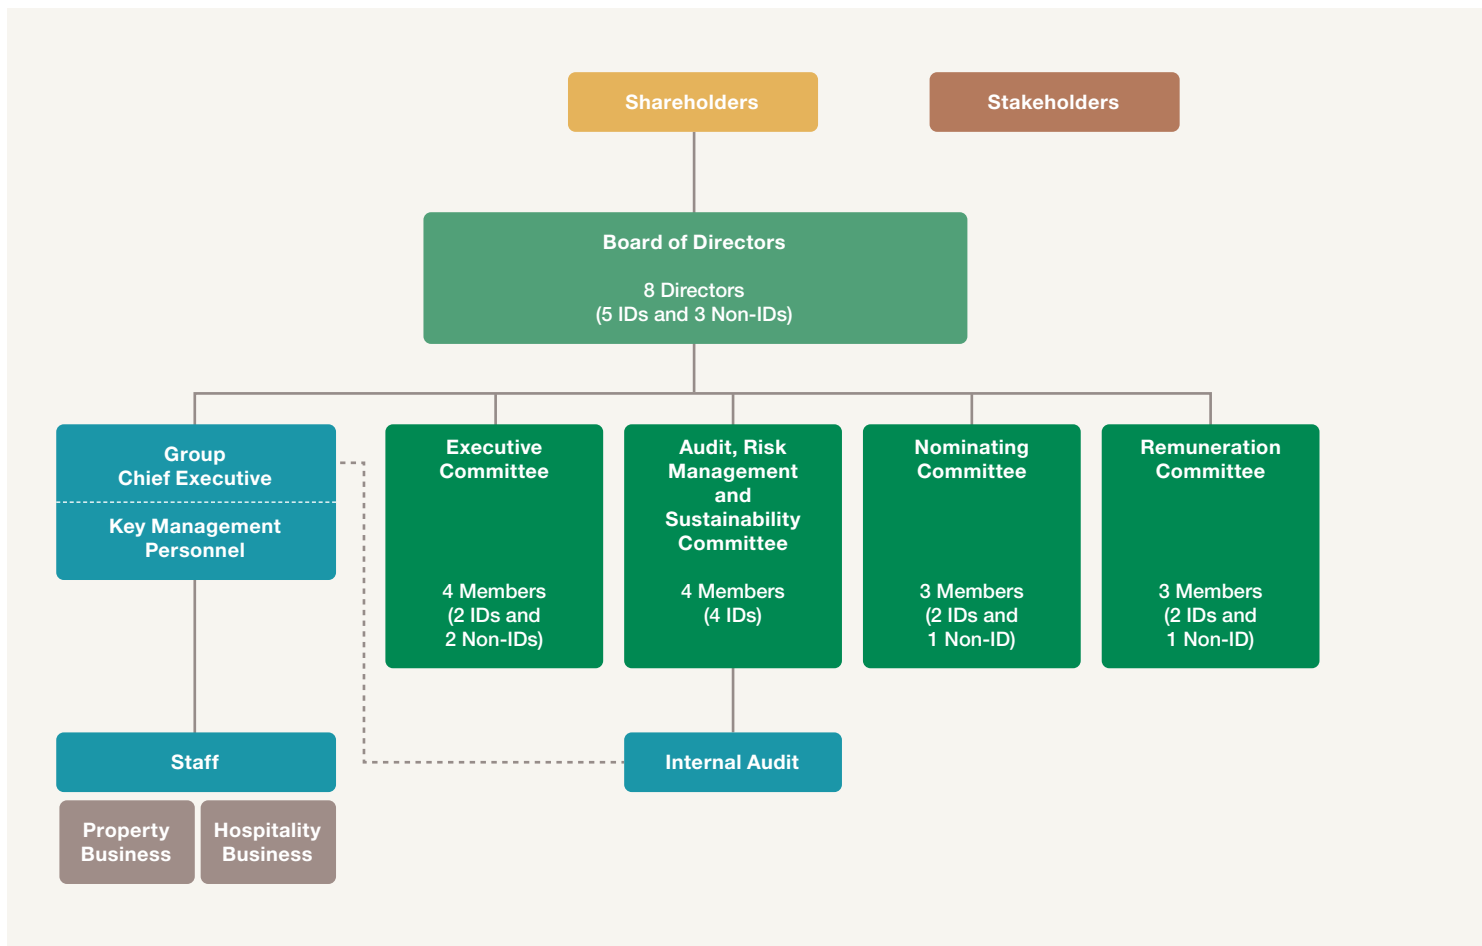 Shareholders
Stakeholders
Board of Directors
8 Directors
(5 IDs and 3 Non-IDs)
Group
Chief Executive
Key Management
Personnel
Executive
Committee
4 Members
(2 IDs and
2 Non-IDs)
Audit, Risk
Management
and
Sustainability
Committee
4 Members
(4 IDs)
Nominating
Committee
3 Members
(2 IDs and
1 Non-ID)
Remuneration
Committee
3 Members
(2 IDs and
1 Non-ID)
Staff
Internal Audit
Property
Business
Hospitality
Business